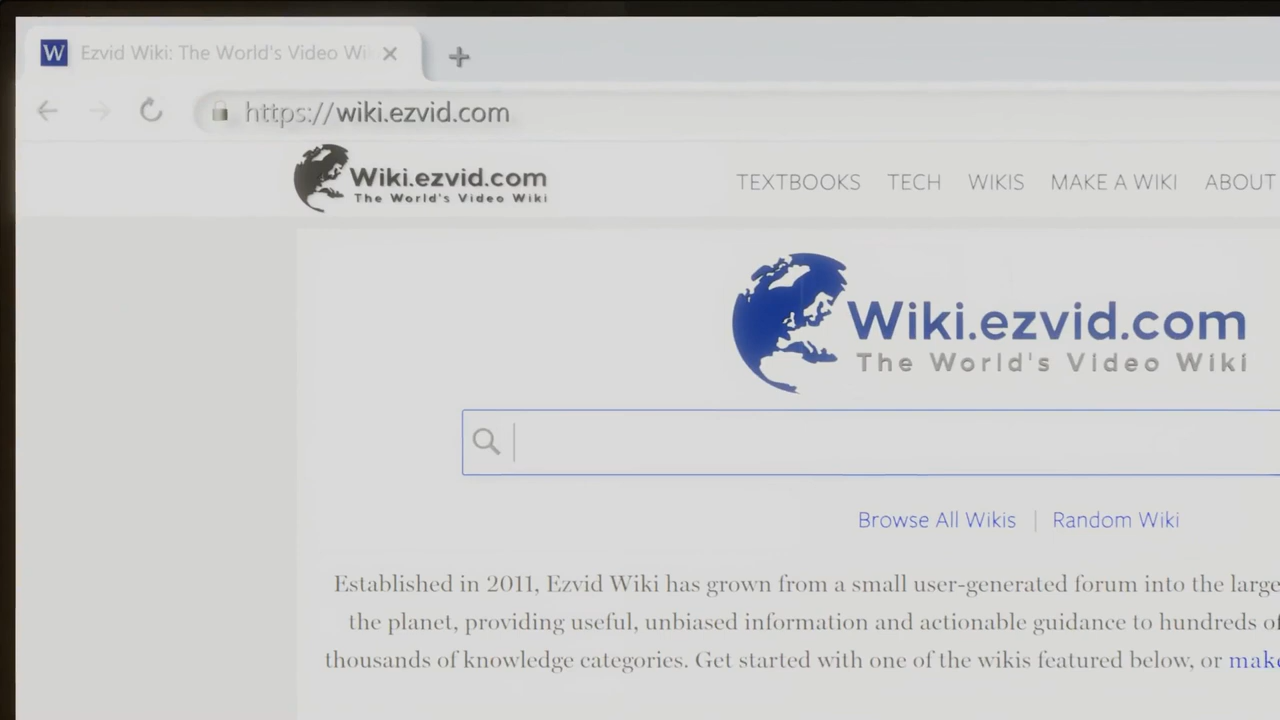 W Ezvid Wiki: The World's Video Wi
https://wiki.ezvid.com
Wiki.ezvid.com
The World's Video Wiki
TEXTBOOKS TECH WIKIS MAKE A WIKI ABOUT
Wiki.ezvid.com
The World's Video Wiki
Browse All Wikis | Random Wiki
Established in 2011, Ezvid Wiki has grown from a small user-generated forum into the large
the planet, providing useful, unbiased information and actionable guidance to hundreds of
thousands of knowledge categories. Get started with one of the wikis featured below, or make